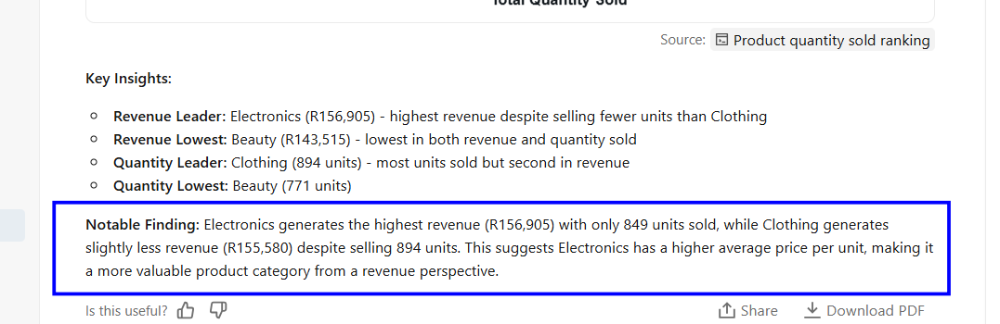 Total Quantity Sold
Source: Product quantity sold ranking
Key Insights:
Revenue Leader: Electronics (R156,905) - highest revenue despite selling fewer units than Clothing
Revenue Lowest: Beauty (R143,515) - lowest in both revenue and quantity sold
Quantity Leader: Clothing (894 units) - most units sold but second in revenue
Quantity Lowest: Beauty (771 units)
Notable Finding: Electronics generates the highest revenue (R156,905) with only 849 units sold, while Clothing generates
slightly less revenue (R155,580) despite selling 894 units. This suggests Electronics has a higher average price per unit, making it
a more valuable product category from a revenue perspective.
Is this useful? Share Download PDF